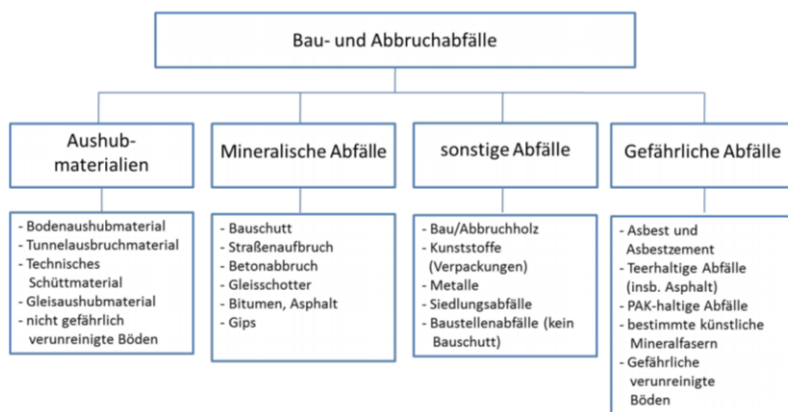 Bau- und Abbruchabfälle
Aushub-
materialien
- Bodenaushubmaterial
- Tunnelausbruchmaterial
- Technisches
Schüttmaterial
- Gleisaushubmaterial
- nicht gefährlich
verunreinigte Böden
Mineralische Abfälle
- Bauschutt
- Straßenaufbruch
- Betonabbruch
- Gleisschotter
- Bitumen, Asphalt
- Gips
sonstige Abfälle
- Bau/Abbruchholz
- Kunststoffe
(Verpackungen)
- Metalle
- Siedlungsabfälle
- Baustellenabfälle (kein
Bauschutt)
Gefährliche Abfälle
- Asbest und
Asbestzement
- Teerhaltige Abfälle
(insb. Asphalt)
- PAK-haltige Abfälle
- bestimmte künstliche
Mineralfasern
- Gefährliche
verunreinigte
Böden